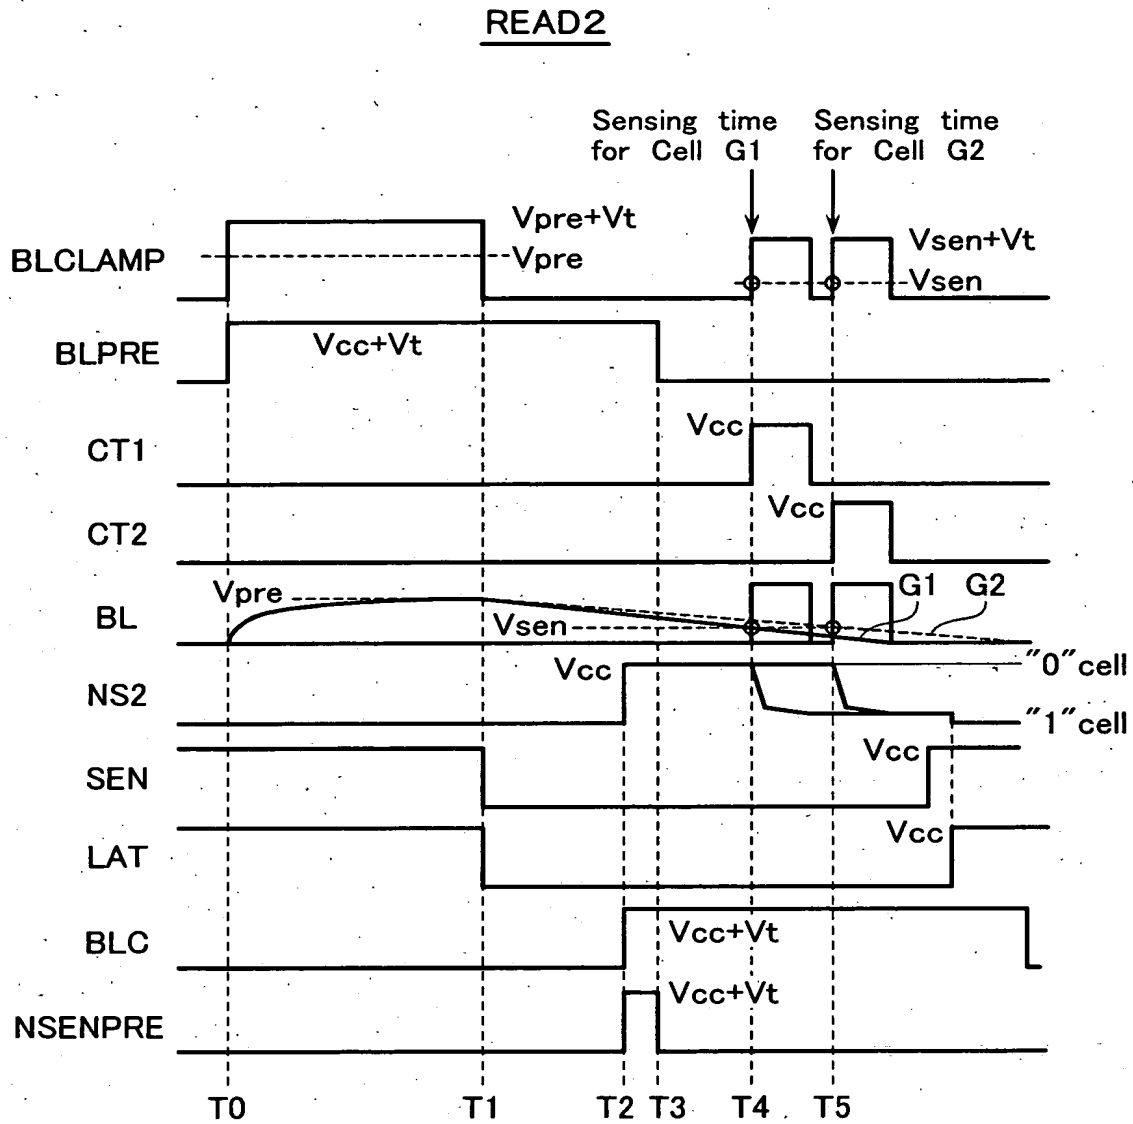 READ2
Sensing time for Cell G1
Sensing time for Cell G2
BLCLAMP
Vpre+Vt
Vpre
Vsen+Vt
Vsen
BLPRE
Vcc+Vt
CT1
Vcc
CT2
Vcc
BL
Vpre
Vsen
G1
G2
NS2
Vcc
"0"cell
"1"cell
SEN
Vcc
LAT
Vcc
BLC
Vcc+Vt
NSENPRE
Vcc+Vt
T0 T1 T2 T3 T4 T5